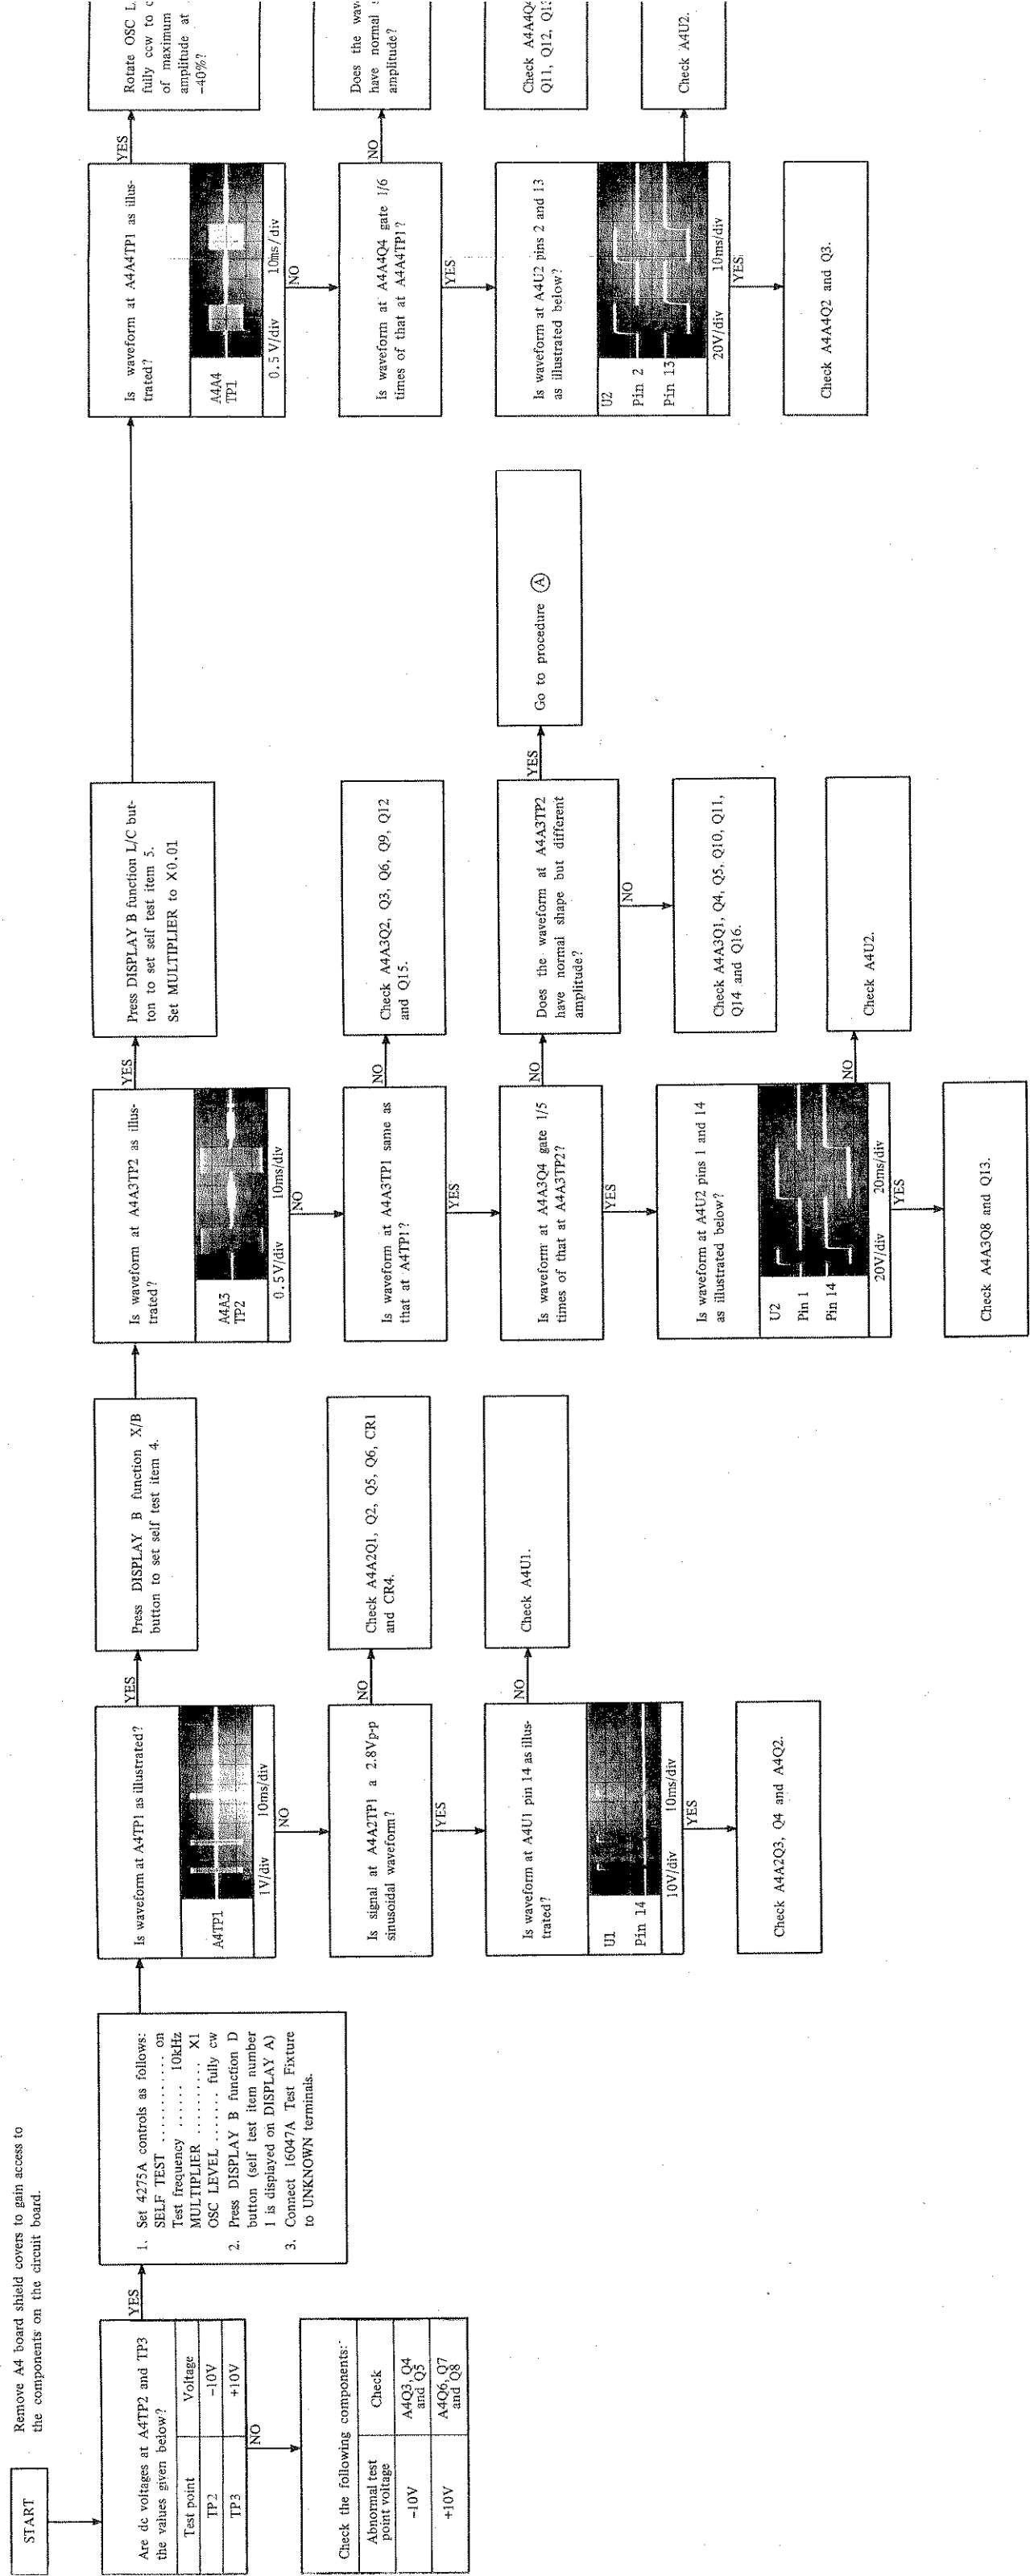 START
Remove A4 board shield covers to gain access to
the components on the circuit board.
Are dc voltages at A4TP2 and TP3
the values given below?
Test point Voltage
TP2 −10V
TP3 +10V
YES
NO
Check the following components:
Abnormal test
point voltage
Check
−10V
A4Q3, Q4
and Q5
+10V
A4Q6, Q7
and Q8
1. Set 4275A controls as follows:
SELF TEST .......... on
Test frequency ...... 10kHz
MULTIPLIER .......... X1
OSC LEVEL ....... fully cw
2. Press DISPLAY B function D
button (self test item number
1 is displayed on DISPLAY A)
3. Connect 16047A Test Fixture
to UNKNOWN terminals.
Is waveform at A4TP1 as illustrated?
A4TP1
1V/div 10ms/div
YES
NO
Is signal at A4A2TP1 a 2.8Vp-p
sinusoidal waveform?
NO
YES
Is waveform at A4U1 pin 14 as illus-
trated?
U1
Pin 14
10V/div 10ms/div
NO
YES
Check A4A2Q3, Q4 and A4Q2.
Press DISPLAY B function X/B
button to set self test item 4.
Check A4A2Q1, Q2, Q5, Q6, CR1
and CR4.
Check A4U1.
Is waveform at A4A3TP2 as illus-
trated?
A4A3
TP2
0.5V/div 10ms/div
YES
NO
Is waveform at A4A3TP1 same as
that at A4TP1?
NO
YES
Is waveform at A4A3Q4 gate 1/5
times of that at A4A3TP2?
NO
YES
Is waveform at A4U2 pins 1 and 14
as illustrated below?
U2
Pin 1
Pin 14
20V/div 20ms/div
NO
YES
Check A4A3Q8 and Q13.
Press DISPLAY B function L/C but-
ton to set self test item 5.
Set MULTIPLIER to X0.01
Check A4A3Q2, Q3, Q6, Q9, Q12
and Q15.
Does the waveform at A4A3TP2
have normal shape but different
amplitude?
YES
NO
Check A4A3Q1, Q4, Q5, Q10, Q11,
Q14 and Q16.
Check A4U2.
Go to procedure Ⓐ
Is waveform at A4A4TP1 as illus-
trated?
A4A4
TP1
0.5V/div 10ms/div
YES
NO
Is waveform at A4A4Q4 gate 1/6
times of that at A4A4TP1?
NO
YES
Is waveform at A4U2 pins 2 and 13
as illustrated below?
U2
Pin 2
Pin 13
20V/div 10ms/div
YES
Check A4A4Q2 and Q3.
Rotate OSC L
fully ccw to
of maximum
amplitude at
−40%?
Does the
have normal
amplitude?
Check
Q11, Q12,
Check A4U2.